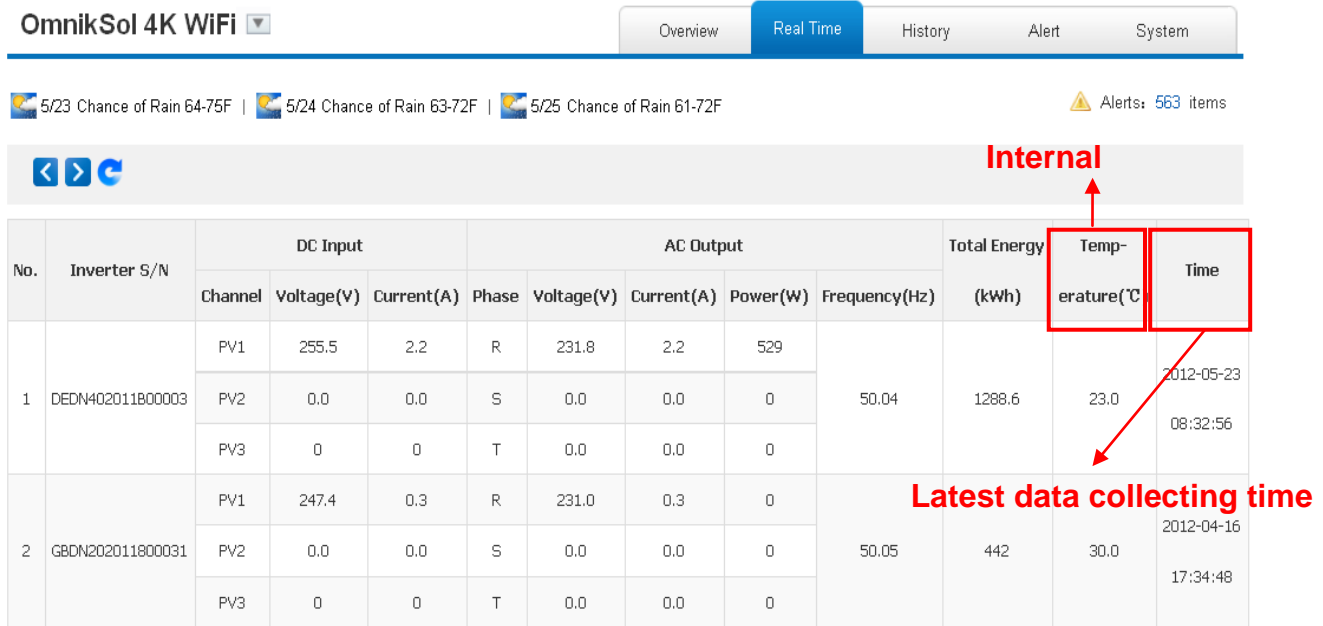 OmnikSol 4K WiFi
Overview Real Time History Alert System
5/23 Chance of Rain 64-75F | 5/24 Chance of Rain 63-72F | 5/25 Chance of Rain 61-72F
Alerts: 563 items
Internal
No. Inverter S/N DC Input AC Output Total Energy (kWh) Temp-erature(℃ Time
Channel Voltage(V) Current(A) Phase Voltage(V) Current(A) Power(W) Frequency(Hz)
1 DEDN402011B00003 PV1 255.5 2.2 R 231.8 2.2 529 50.04 1288.6 23.0 2012-05-23 08:32:56
PV2 0.0 0.0 S 0.0 0.0 0
PV3 0 0 T 0.0 0.0 0
Latest data collecting time
2 GBDN202011800031 PV1 247.4 0.3 R 231.0 0.3 0 50.05 442 30.0 2012-04-16 17:34:48
PV2 0.0 0.0 S 0.0 0.0 0
PV3 0 0 T 0.0 0.0 0